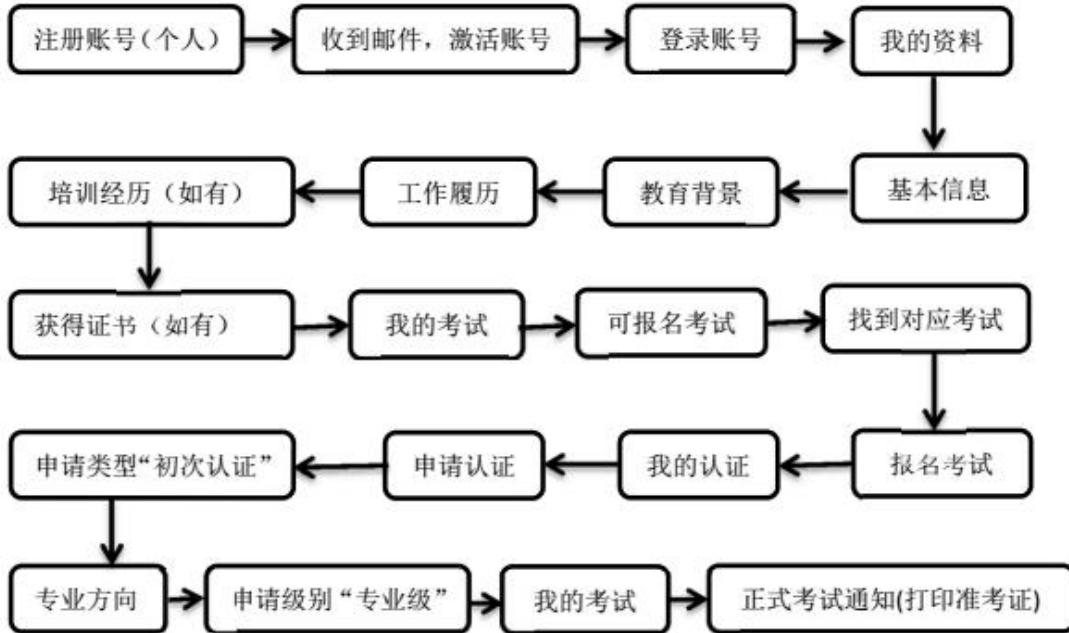 注册账号(个人)
收到邮件，激活账号
登录账号
我的资料
基本信息
教育背景
工作履历
培训经历（如有）
获得证书（如有）
我的考试
可报名考试
找到对应考试
报名考试
我的认证
申请认证
申请类型“初次认证”
专业方向
申请级别“专业级”
我的考试
正式考试通知(打印准考证)